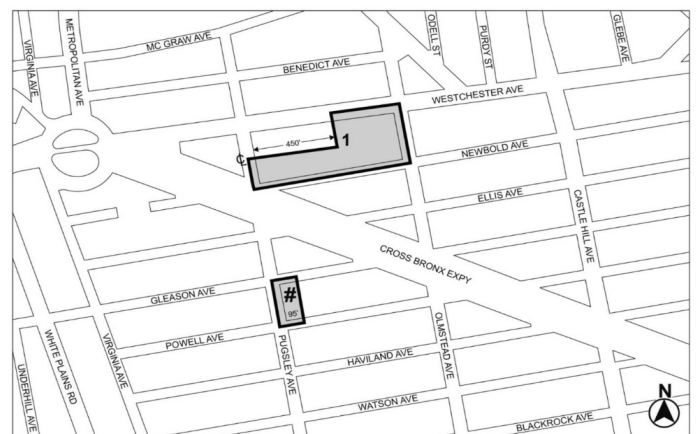 VIRGINIA AVE
METROPOLITAN AVE
MC GRAW AVE
BENEDICT AVE
ODELL ST
PURDY ST
GLEBE AVE
WESTCHESTER AVE
450'
1
NEWBOLD AVE
ELLIS AVE
CASTLE HILL AVE
CROSS BRONX EXPY
GLEASON AVE
#
95'
POWELL AVE
PUGSLEY AVE
OLMSTEAD AVE
HAVILAND AVE
WATSON AVE
BLACKROCK AVE
UNDERHILL AVE
WHITE PLAINS RD
VIRGINIA AVE
N